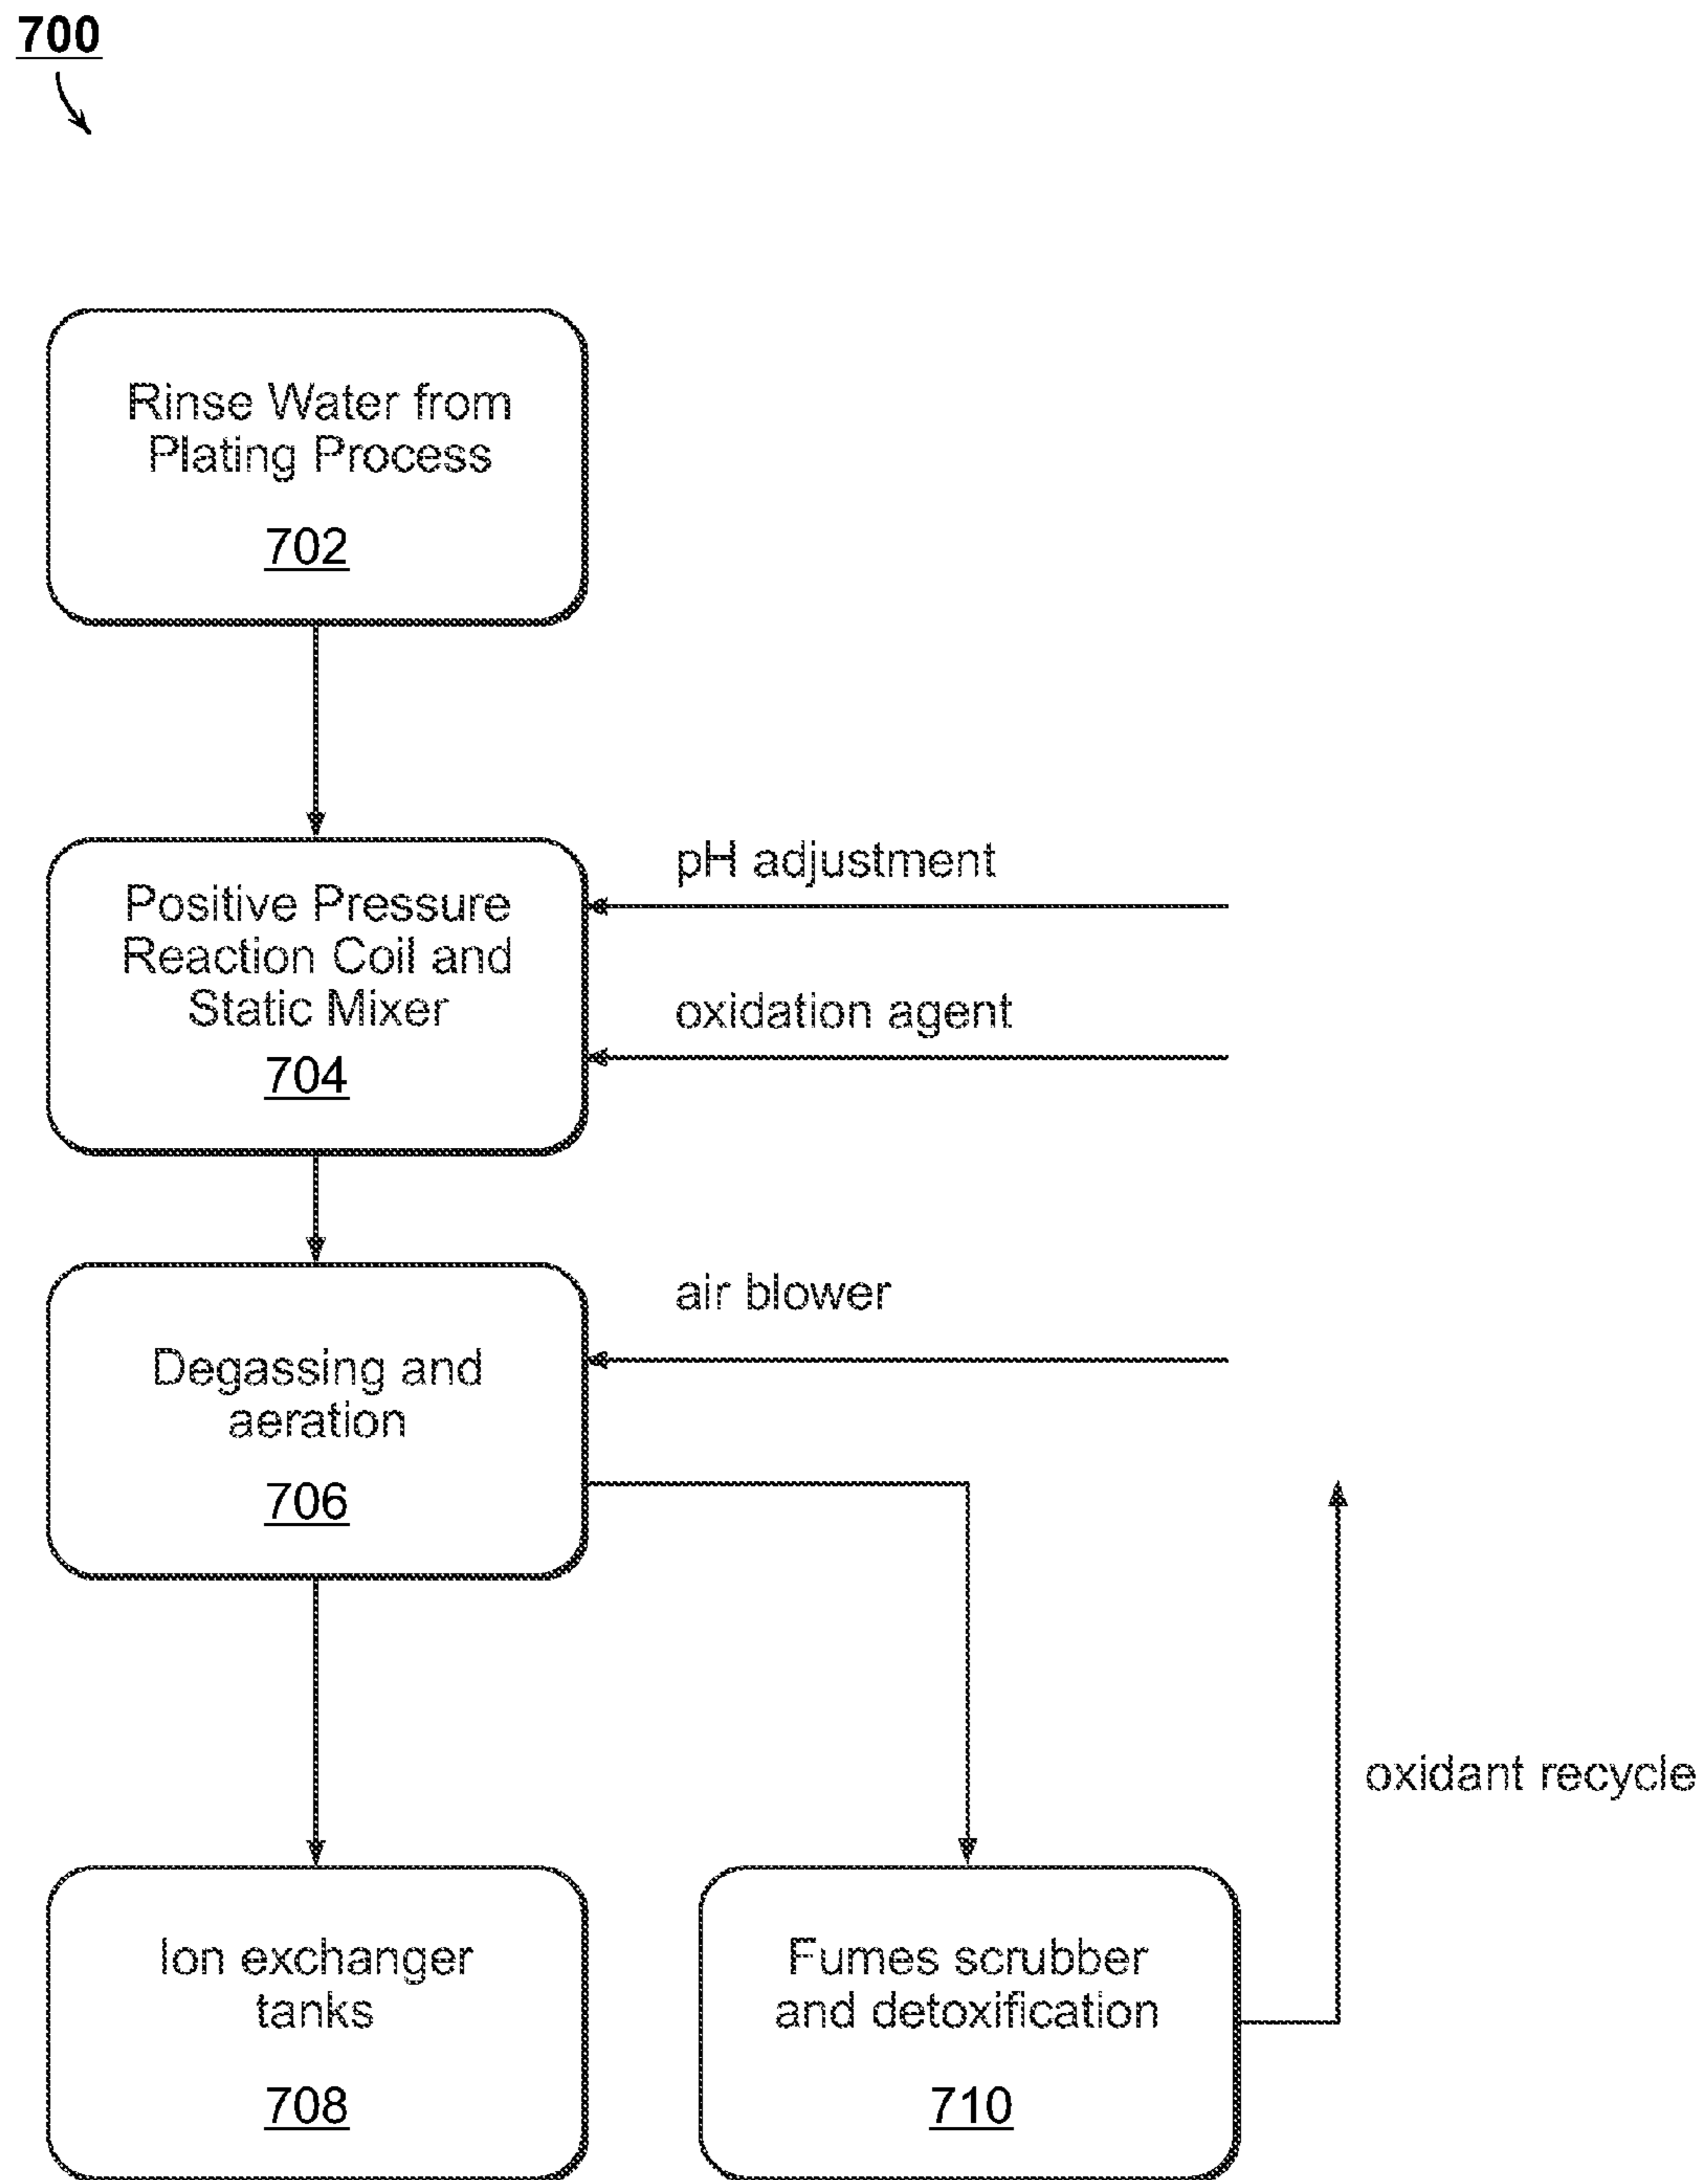 700
Rinse Water from
Plating Process
702
Positive Pressure
Reaction Coil and
Static Mixer
704
pH adjustment
oxidation agent
Degassing and
aeration
706
air blower
oxidant recycle
Ion exchanger
tanks
708
Fumes scrubber
and detoxification
710